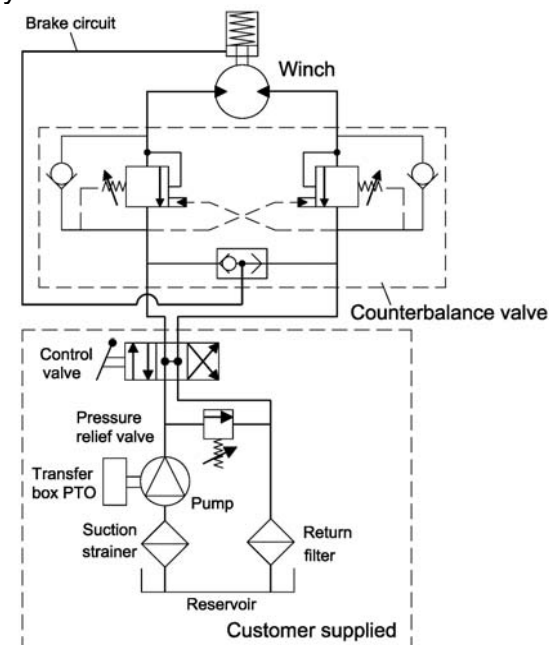 Brake circuit
Winch
Counterbalance valve
Control
valve
Pressure
relief valve
Transfer
box PTO
Pump
Suction
strainer
Return
filter
Reservoir
Customer supplied